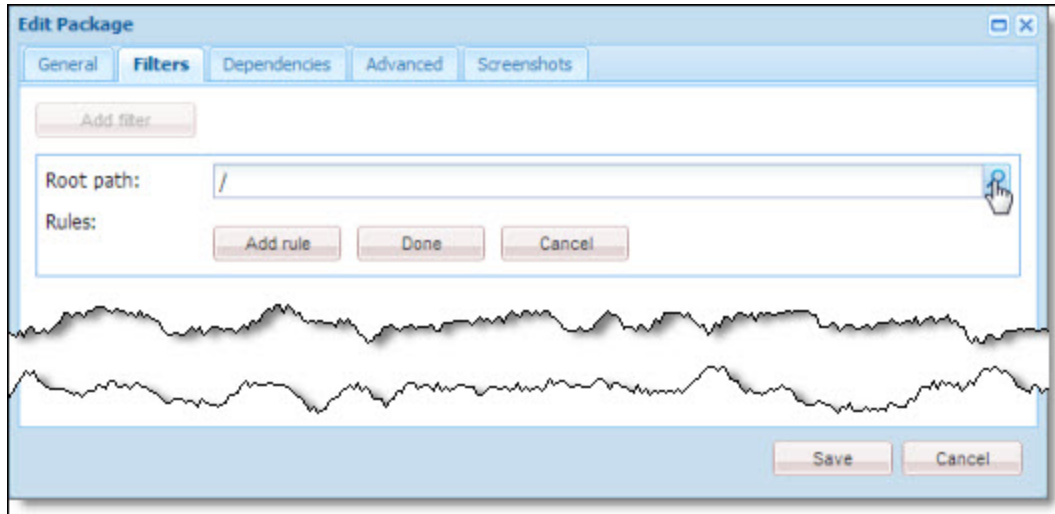 Edit Package
General Filters Dependencies Advanced Screenshots
Add filter
Root path: /
Rules:
Add rule Done Cancel
Save Cancel